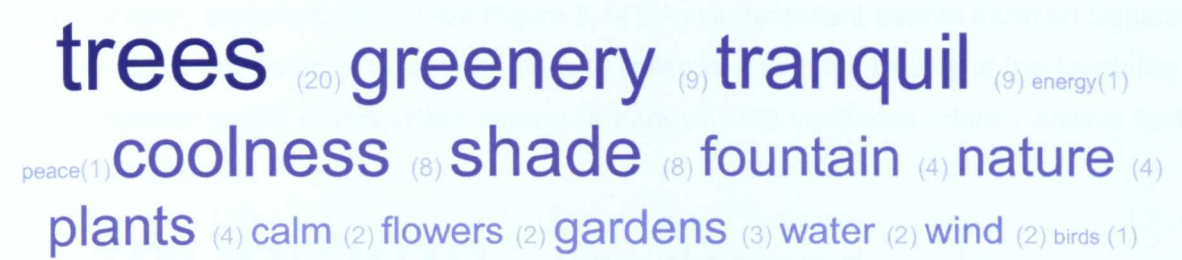 trees (20) greenery (9) tranquil (9) energy(1)
peace(1) coolness (8) shade (8) fountain (4) nature (4)
plants (4) calm (2) flowers (2) gardens (3) water (2) wind (2) birds (1)